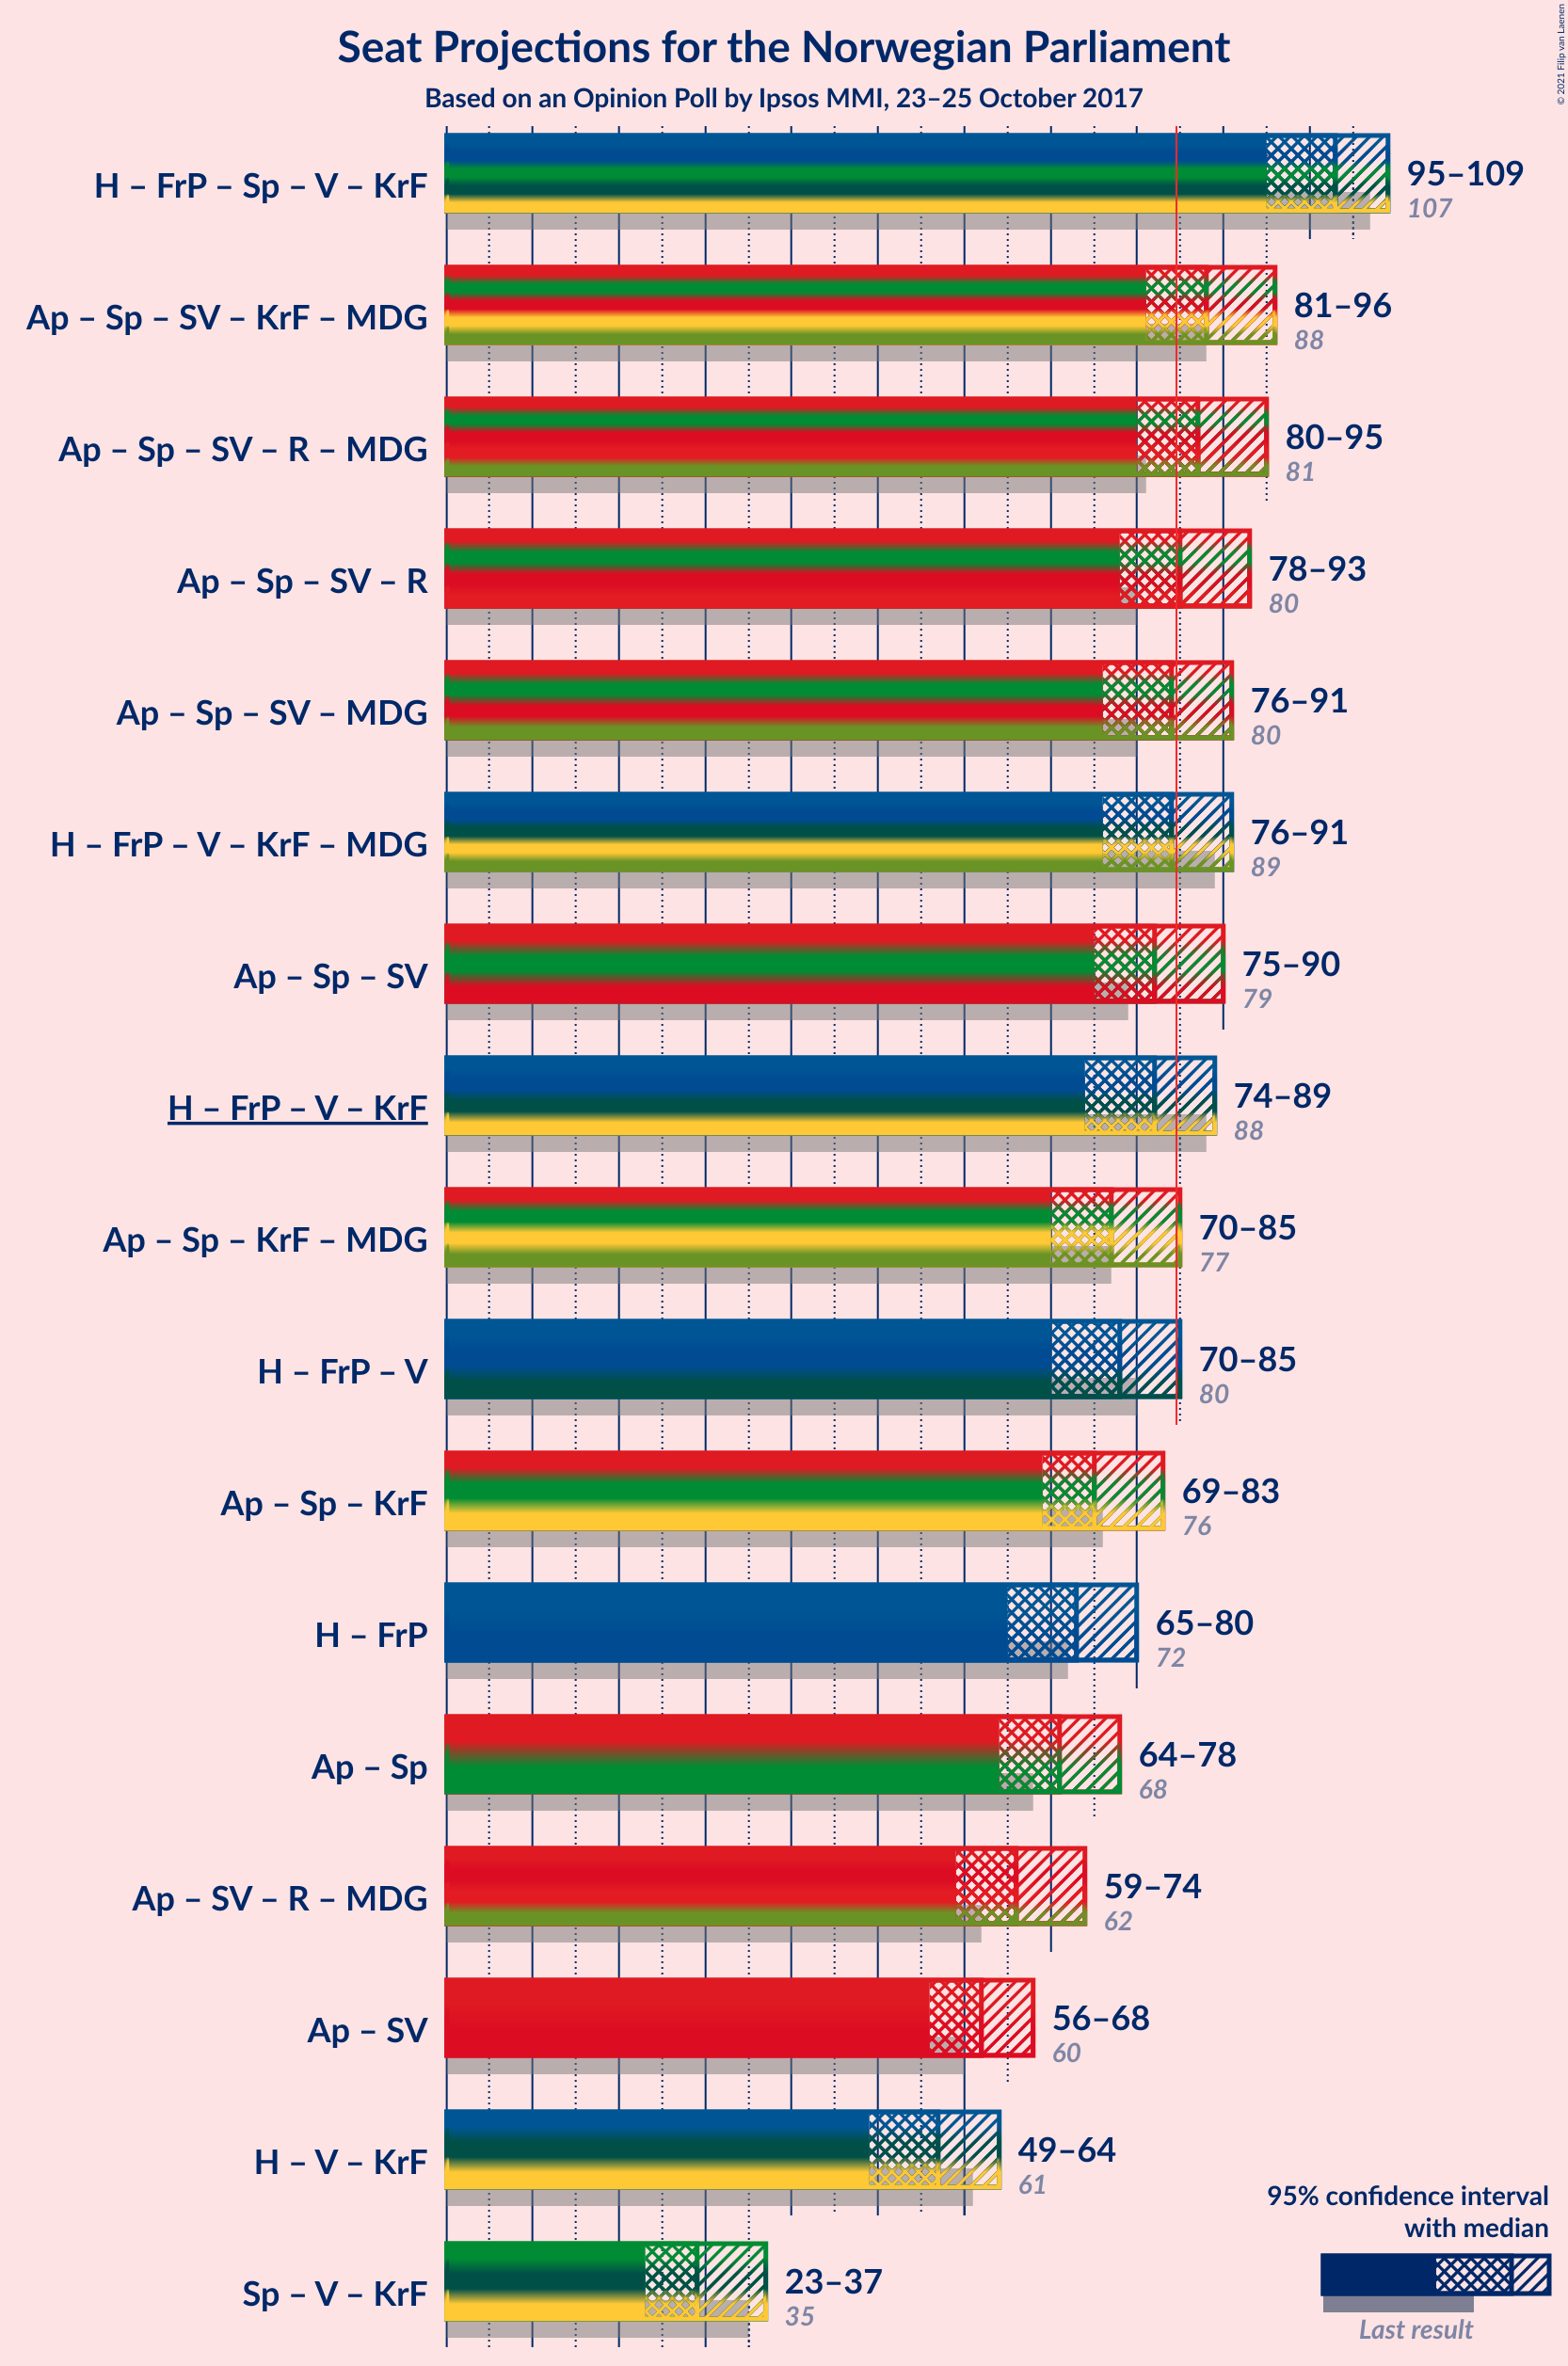 Seat Projections for the Norwegian Parliament
Based on an Opinion Poll by Ipsos MMI, 23–25 October 2017
© 2021 Filip van Laenen
H – FrP – Sp – V – KrF
95–109
107
Ap – Sp – SV – KrF – MDG
81–96
88
Ap – Sp – SV – R – MDG
80–95
81
Ap – Sp – SV – R
78–93
80
Ap – Sp – SV – MDG
76–91
80
H – FrP – V – KrF – MDG
76–91
89
Ap – Sp – SV
75–90
79
H – FrP – V – KrF
74–89
88
Ap – Sp – KrF – MDG
70–85
77
H – FrP – V
70–85
80
Ap – Sp – KrF
69–83
76
H – FrP
65–80
72
Ap – Sp
64–78
68
Ap – SV – R – MDG
59–74
62
Ap – SV
56–68
60
H – V – KrF
49–64
61
Sp – V – KrF
23–37
35
95% confidence interval
with median
Last result